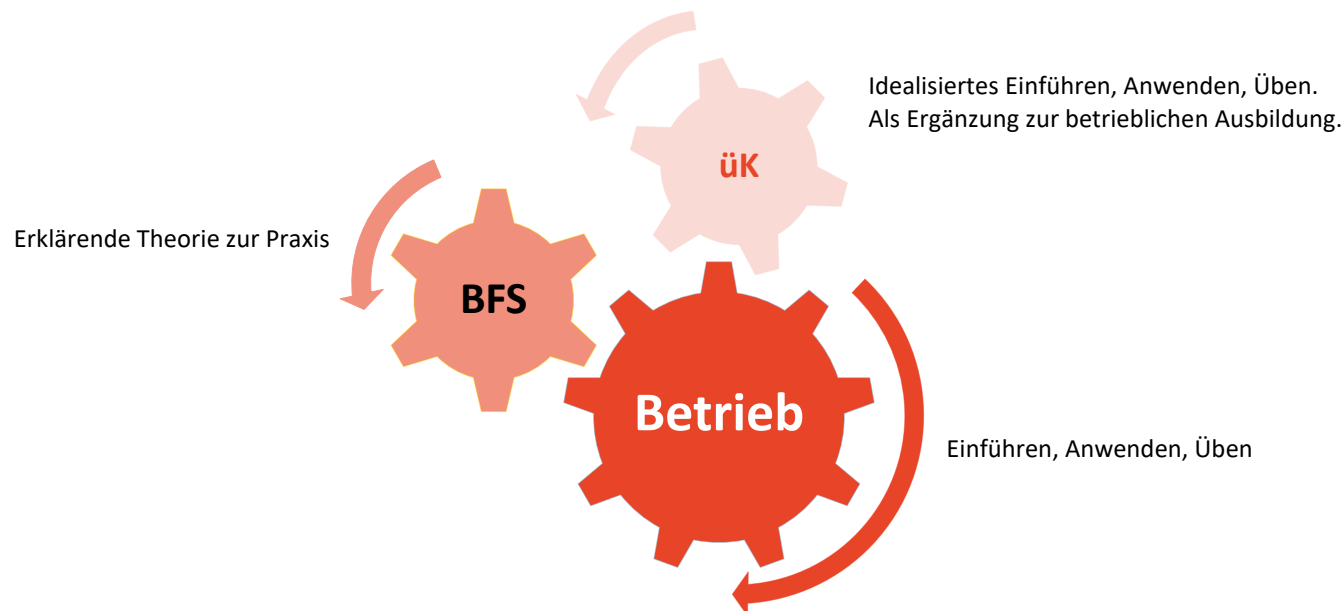 Idealisiertes Einführen, Anwenden, Üben.
Als Ergänzung zur betrieblichen Ausbildung.
üK
Erklärende Theorie zur Praxis
BFS
Betrieb
Einführen, Anwenden, Üben